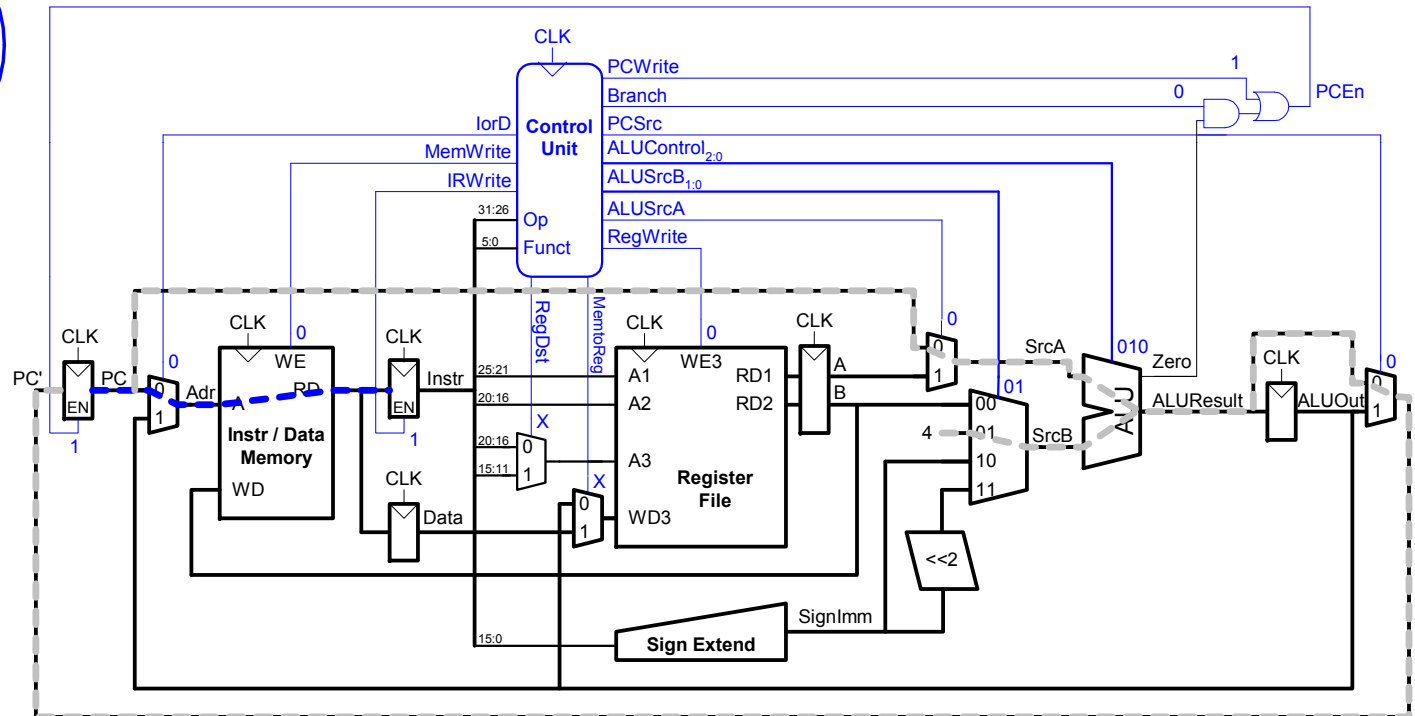 CLK
PCWrite
1
Branch
0
PCEn
IorD
Control
Unit
PCSrc
MemWrite
ALUControl2:0
IRWrite
ALUSrcB1:0
31:26
Op
ALUSrcA
5:0
Funct
RegWrite
RegDst
MemtoReg
CLK
CLK
CLK
CLK
CLK
0
0
0
0
010
0
CLK
PC'
PC
EN
1
0
1
Adr
WE
A
RD
Instr / Data
Memory
WD
EN
1
Instr
25:21
20:16
20:16
15:11
X
0
1
X
0
1
CLK
Data
WE3
A1
A2
A3
WD3
RD1
RD2
Register
File
A
B
0
1
SrcA
01
4
00
01
10
11
SrcB
ALU
Zero
ALUResult
ALUOut
0
1
<<2
SignImm
15:0
Sign Extend